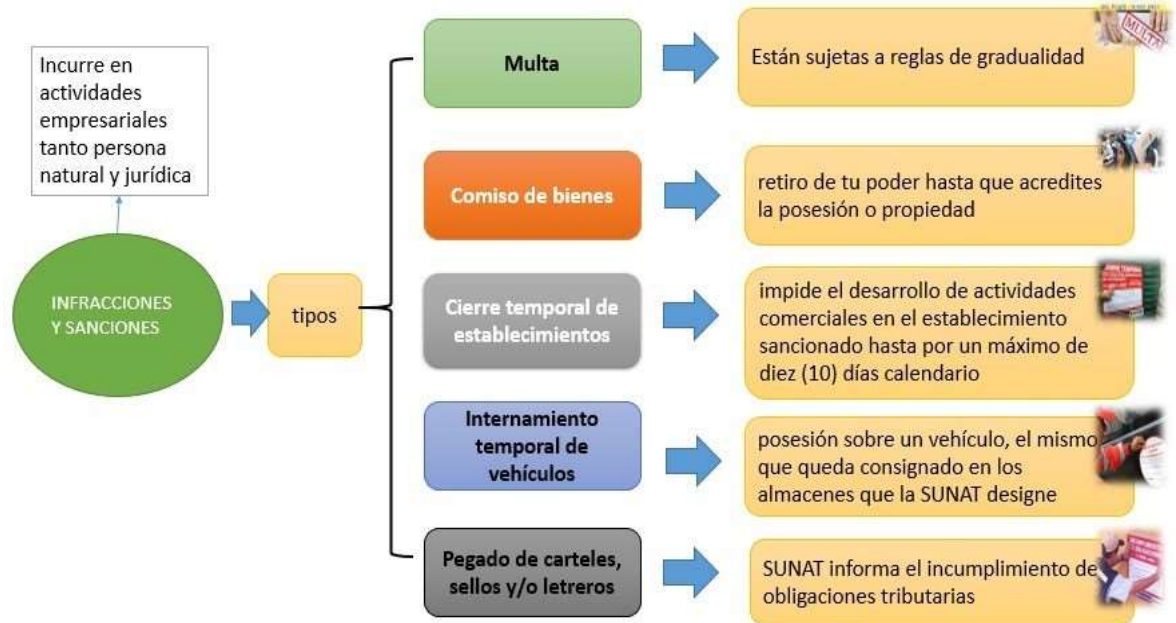 Incurre en
actividades
empresariales
tanto persona
natural y jurídica
INFRACCIONES
Y SANCIONES
tipos
Multa
Están sujetas a reglas de gradualidad
MULTA
Comiso de bienes
retiro de tu poder hasta que acredites
la posesión o propiedad
Cierre temporal de
establecimientos
impide el desarrollo de actividades
comerciales en el establecimiento
sancionado hasta por un máximo de
diez (10) días calendario
Internamiento
temporal de
vehículos
posesión sobre un vehículo, el mismo
que queda consignado en los
almacenes que la SUNAT designe
Pegado de carteles,
sellos y/o letreros
SUNAT informa el incumplimiento de
obligaciones tributarias